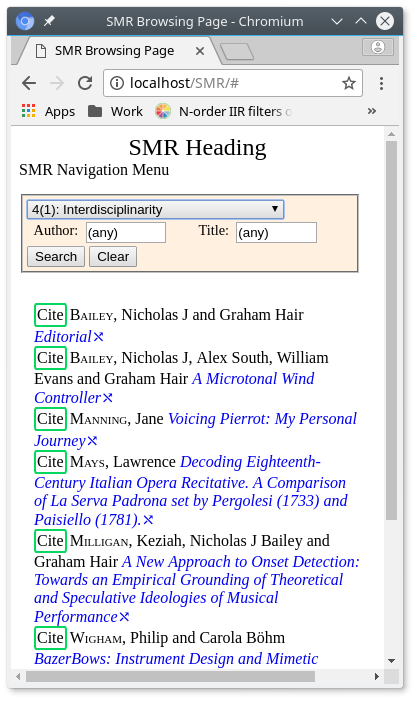 SMR Browsing Page - Chromium
SMR Browsing Page
localhost/SMR/#
Apps Work N-order IIR filters
SMR Heading
SMR Navigation Menu
4(1): Interdisciplinarity
Author: (any) Title: (any)
Search Clear
Cite Bailey, Nicholas J and Graham Hair
Editorial
Cite Bailey, Nicholas J, Alex South, William
Evans and Graham Hair A Microtonal Wind
Controller
Cite Manning, Jane Voicing Pierrot: My Personal
Journey
Cite Mays, Lawrence Decoding Eighteenth-
Century Italian Opera Recitative. A Comparison
of La Serva Padrona set by Pergolesi (1733) and
Paisiello (1781).
Cite Milligan, Keziah, Nicholas J Bailey and
Graham Hair A New Approach to Onset Detection:
Towards an Empirical Grounding of Theoretical
and Speculative Ideologies of Musical
Performance
Cite Wigham, Philip and Carola Böhm
BazerBows: Instrument Design and Mimetic